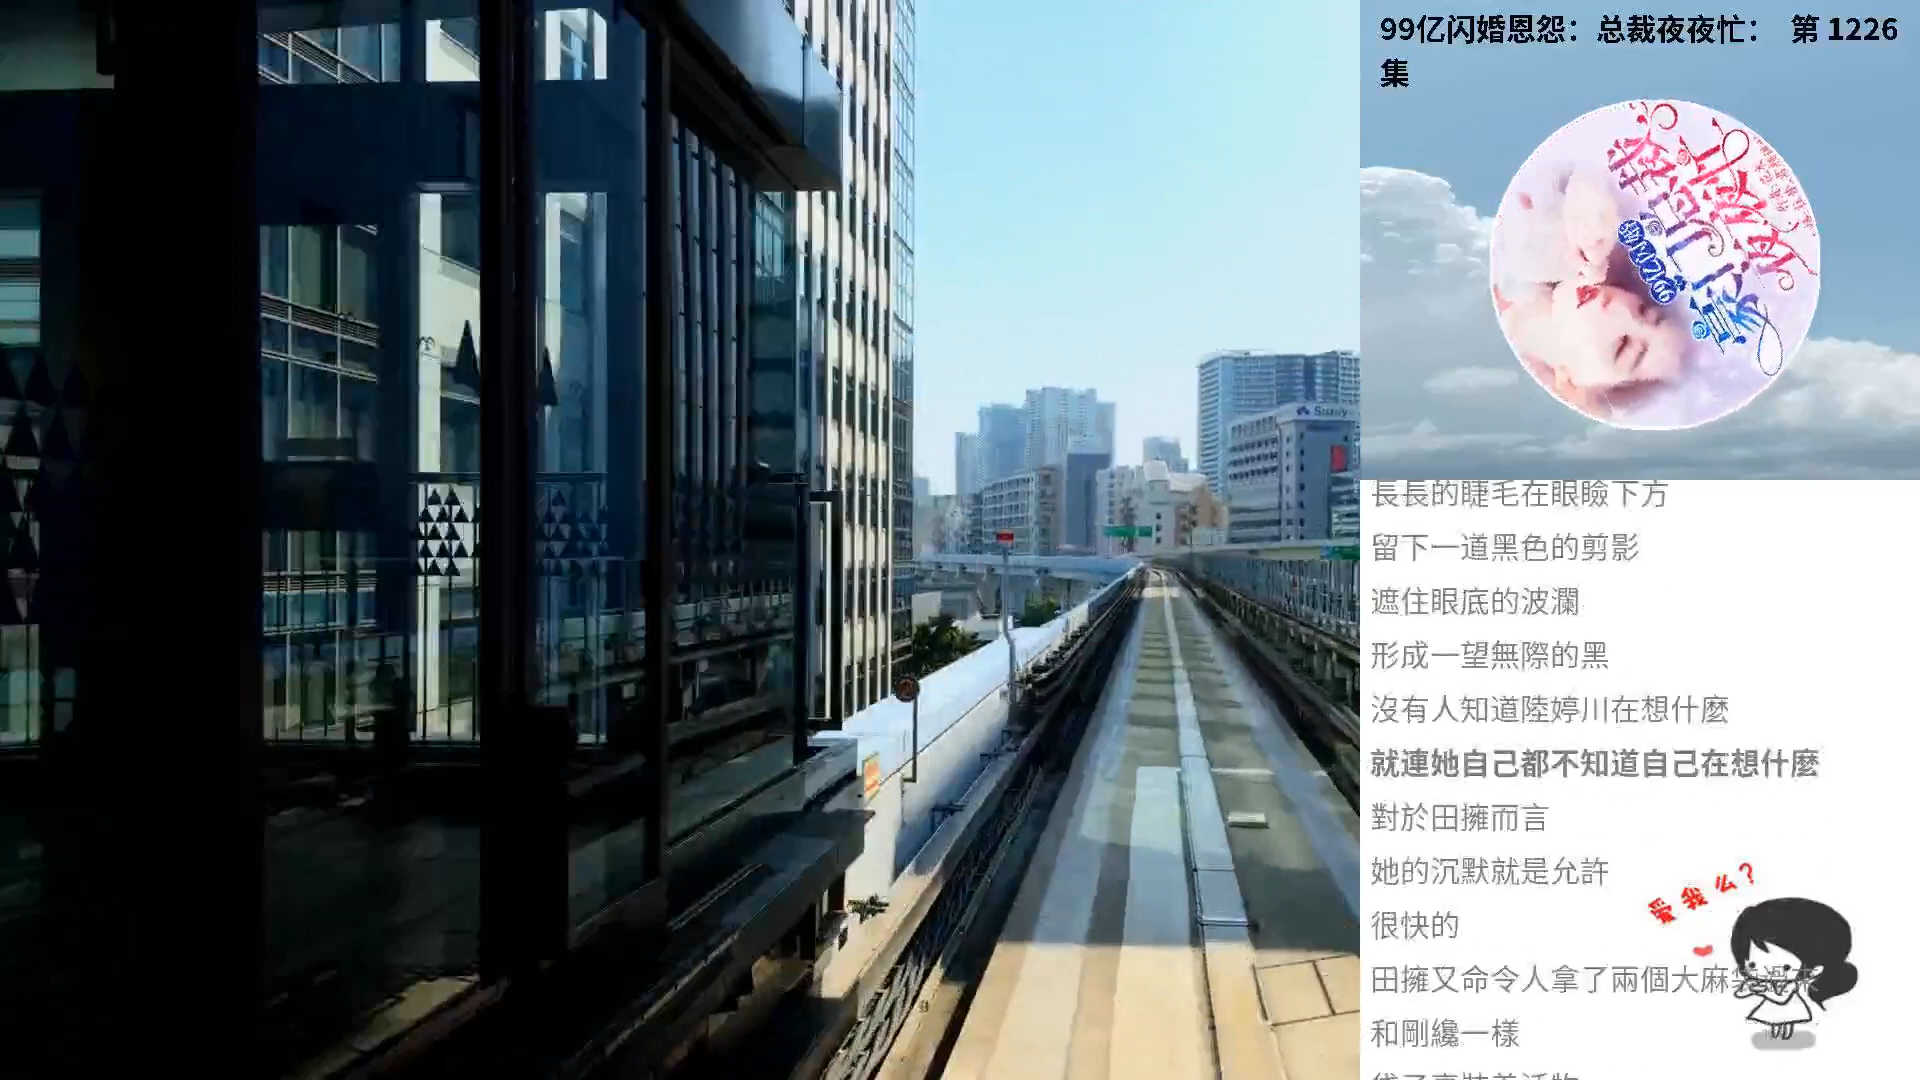 99亿闪婚恩怨：总裁夜夜忙： 第 1226
集
長長的睫毛在眼瞼下方
留下一道黑色的剪影
遮住眼底的波瀾
形成一望無際的黑
沒有人知道陸婷川在想什麼
就連她自己都不知道自己在想什麼
對於田擁而言
她的沉默就是允許
很快的
爱我么？
田擁又命令人拿了兩個大麻袋過來
和剛纔一樣